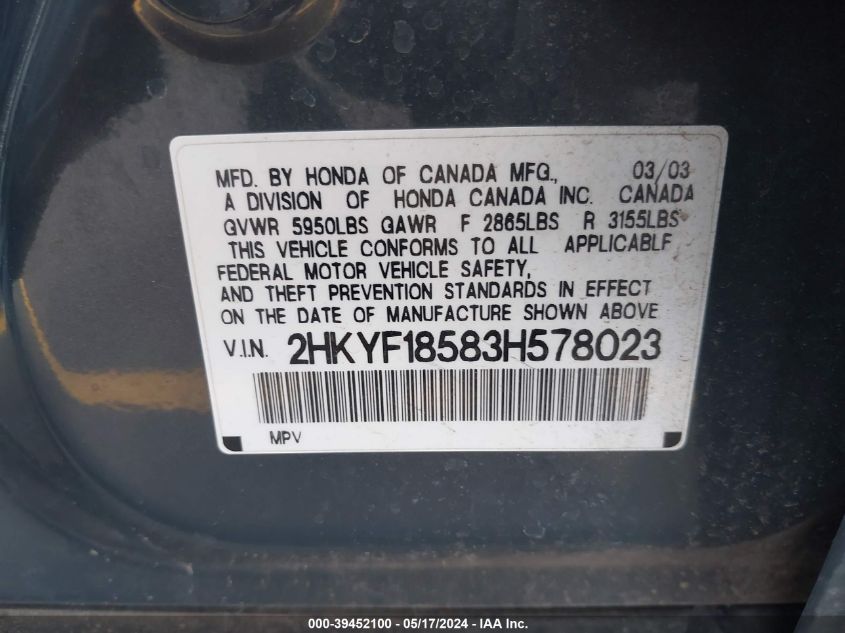 MFD. BY HONDA OF CANADA MFG., 03/03
A DIVISION OF HONDA CANADA INC. CANADA
GVWR 5950LBS GAWR F 2865LBS R 3155LBS
THIS VEHICLE CONFORMS TO ALL APPLICABLE
FEDERAL MOTOR VEHICLE SAFETY,
AND THEFT PREVENTION STANDARDS IN EFFECT
ON THE DATE OF MANUFACTURE SHOWN ABOVE
V.I.N. 2HKYF18583H578023
MPV
000-39452100 - 05/17/2024 - IAA Inc.